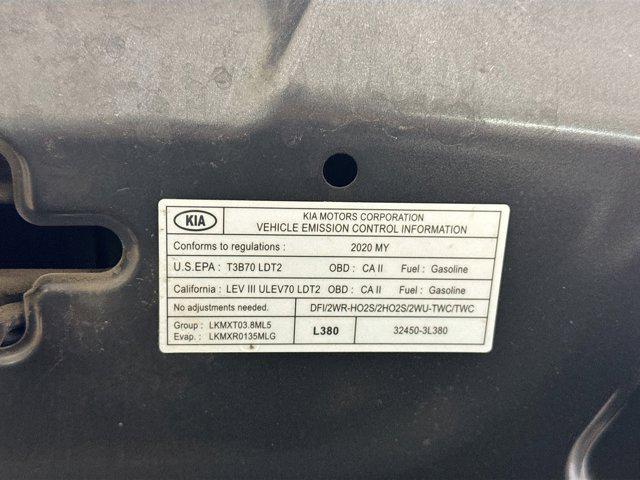 KIA
KIA MOTORS CORPORATION
VEHICLE EMISSION CONTROL INFORMATION
Conforms to regulations : 2020 MY
U.S.EPA : T3B70 LDT2 OBD : CA II Fuel : Gasoline
California : LEV III ULEV70 LDT2 OBD : CA II Fuel : Gasoline
No adjustments needed. DFI/2WR-HO2S/2HO2S/2WU-TWC/TWC
Group : LKMXT03.8ML5
Evap. : LKMXR0135MLG
L380
32450-3L380